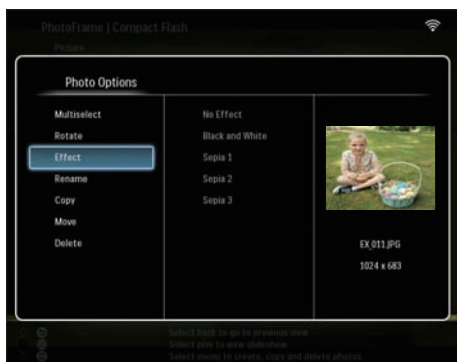 PhotoFrame | Compact Flash
Picture
Photo Options
Multiselect
Rotate
Effect
Rename
Copy
Move
Delete
No Effect
Black and White
Sepia 1
Sepia 2
Sepia 3
EX_011.JPG
1024 x 683
Select back to go to previous view
Select play to view slideshow
Select menu to create, copy and delete photos